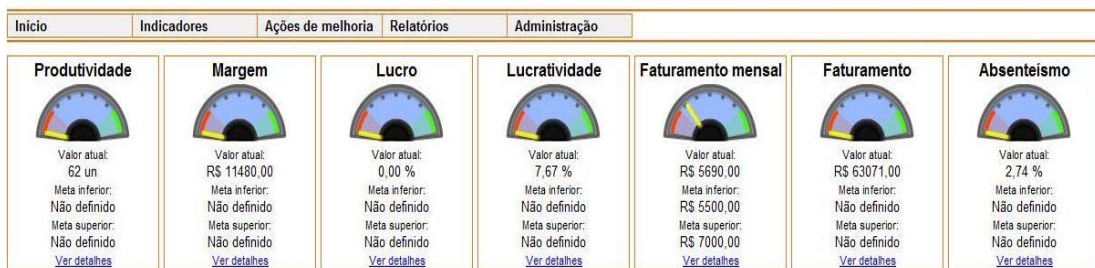 Início Indicadores Ações de melhoria Relatórios Administração
Produtividade
Valor atual:
62 un
Meta inferior:
Não definido
Meta superior:
Não definido
Ver detalhes
Margem
Valor atual:
R$ 11480,00
Meta inferior:
Não definido
Meta superior:
Não definido
Ver detalhes
Lucro
Valor atual:
0,00 %
Meta inferior:
Não definido
Meta superior:
Não definido
Ver detalhes
Lucratividade
Valor atual:
7,67 %
Meta inferior:
Não definido
Meta superior:
Não definido
Ver detalhes
Faturamento mensal
Valor atual:
R$ 5690,00
Meta inferior:
R$ 5500,00
Meta superior:
R$ 7000,00
Ver detalhes
Faturamento
Valor atual:
R$ 63071,00
Meta inferior:
Não definido
Meta superior:
Não definido
Ver detalhes
Absenteísmo
Valor atual:
2,74 %
Meta inferior:
Não definido
Meta superior:
Não definido
Ver detalhes